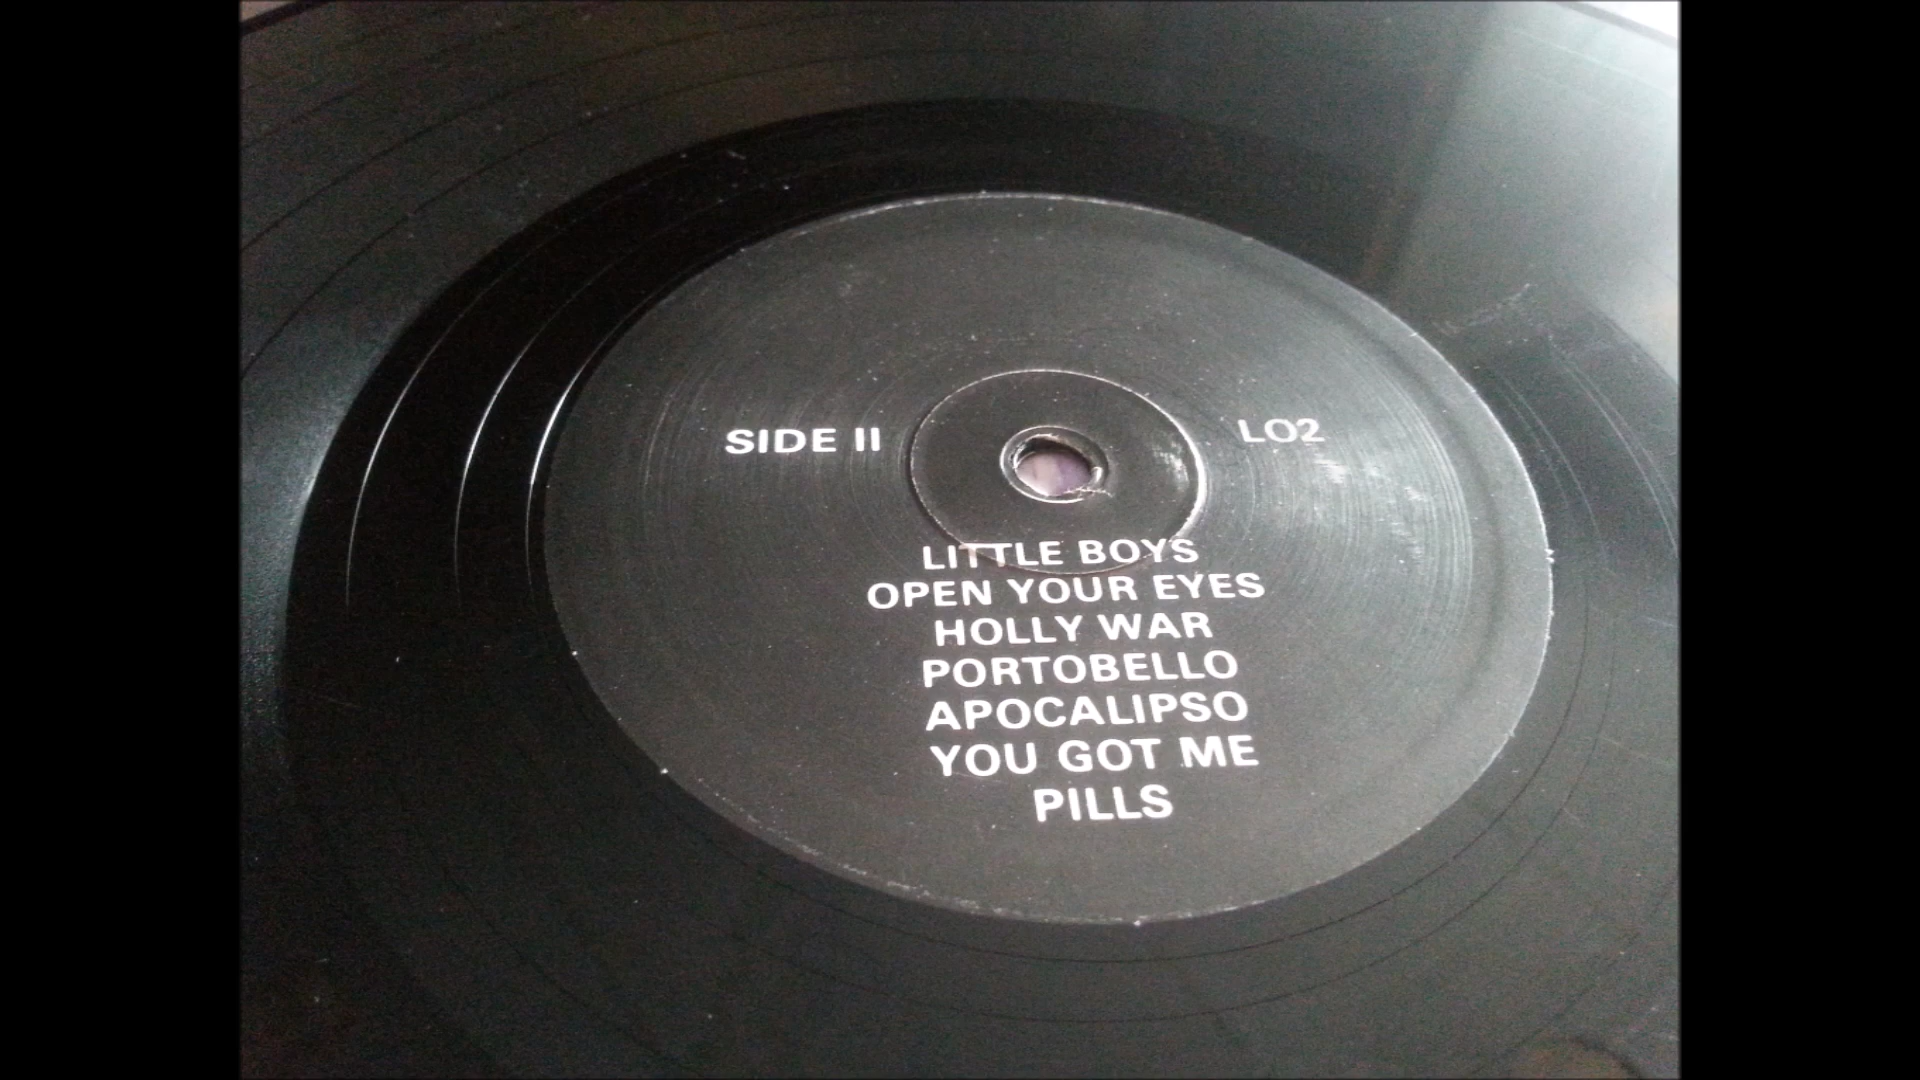 SIDE II
LO2
LITTLE BOYS
OPEN YOUR EYES
HOLLY WAR
PORTOBELLO
APOCALIPSO
YOU GOT ME
PILLS